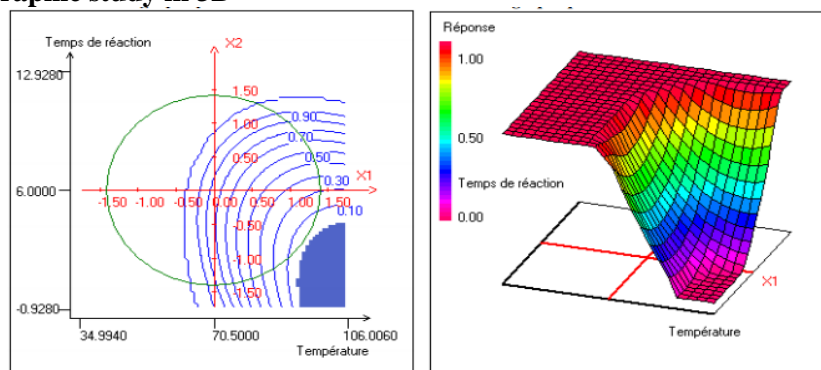 raphic study in 3D
Temps de réaction
X2
12.9280
1.50
1.00
0.50
0.90
0.70
0.50
0.30
0.10
X1
6.0000
-1.50 -1.00 -0.50 0.00 0.50 1.00 1.50
-0.50
-1.00
-1.50
-0.9280
34.9940 70.5000 106.0060
Température
Réponse
1.00
0.50
0.00
Temps de réaction
X1
Température